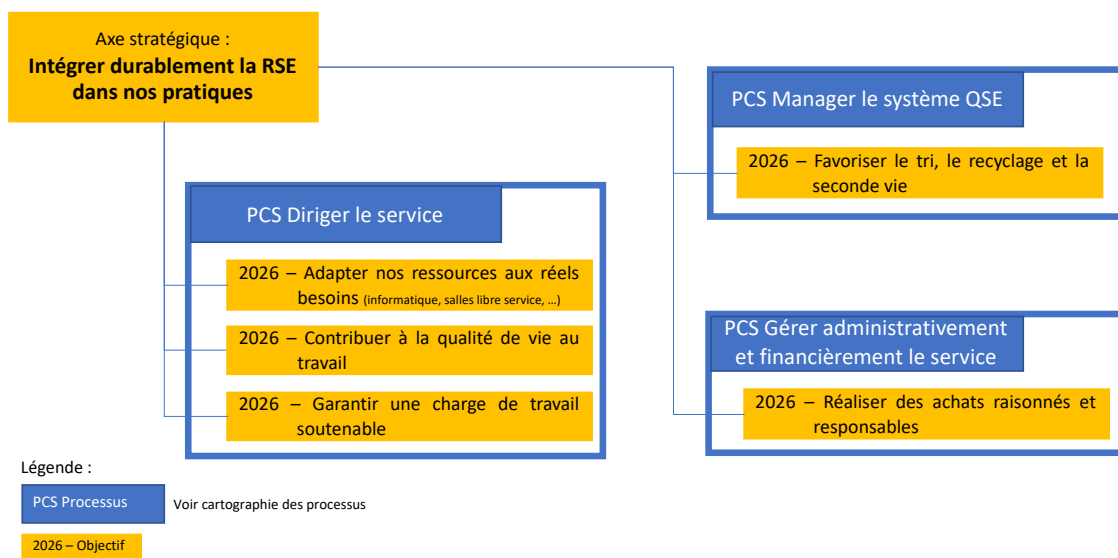 Axe stratégique :
Intégrer durablement la RSE
dans nos pratiques
PCS Diriger le service
2026 – Adapter nos ressources aux réels
besoins (informatique, salles libre service, …)
2026 – Contribuer à la qualité de vie au
travail
2026 – Garantir une charge de travail
soutenable
PCS Manager le système QSE
2026 – Favoriser le tri, le recyclage et la
seconde vie
PCS Gérer administrativement
et financièrement le service
2026 – Réaliser des achats raisonnés et
responsables
Légende :
PCS Processus
Voir cartographie des processus
2026 – Objectif